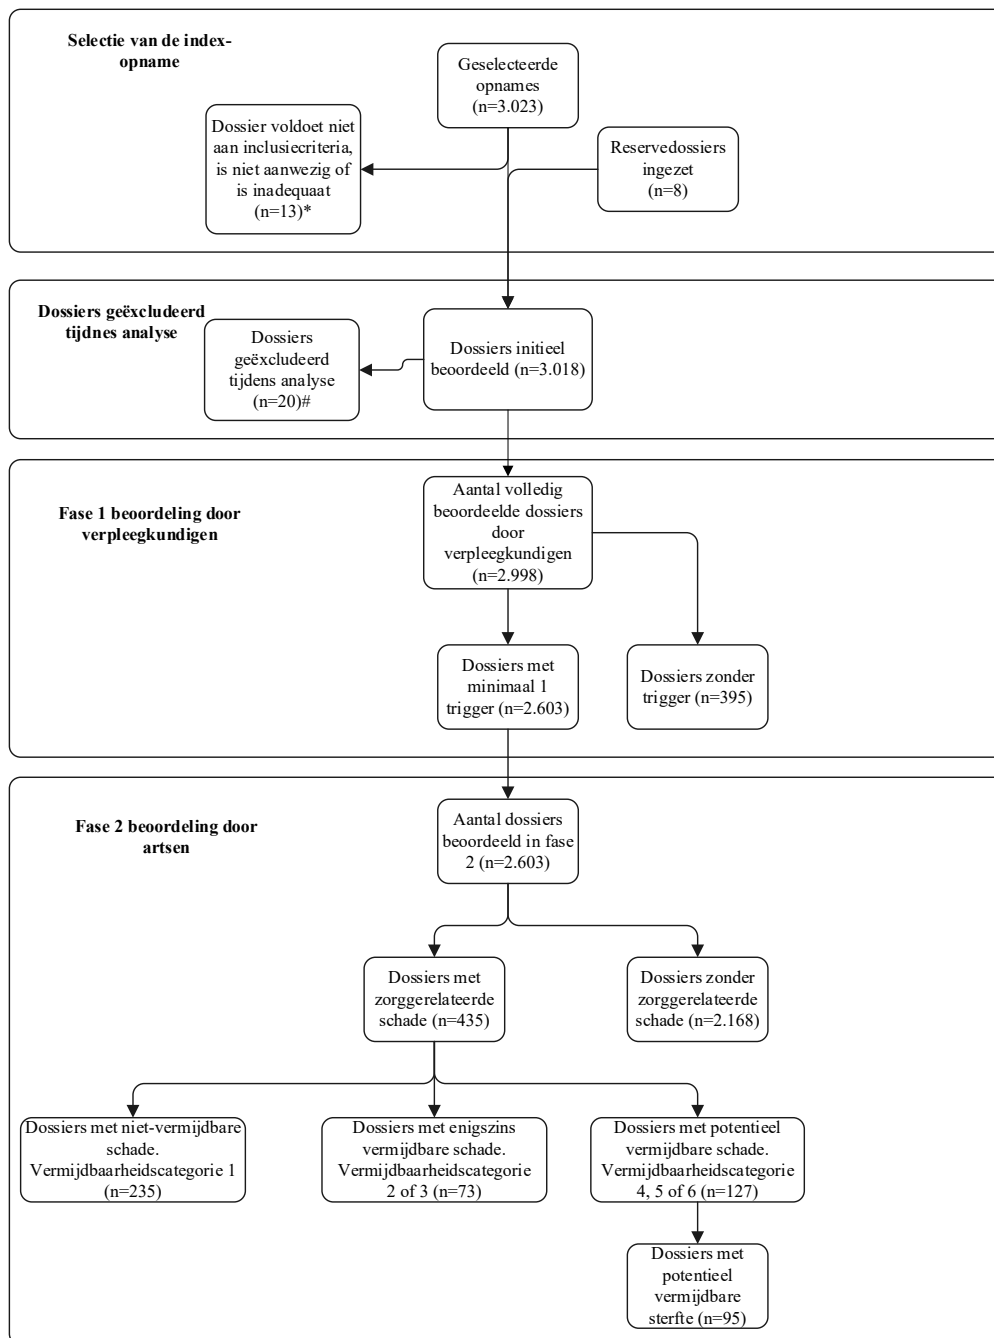 Selectie van de index-
opname
Geselecteerde
opnames
(n=3.023)
Dossier voldoet niet
aan inclusiecriteria,
is niet aanwezig of
is inadequaat
(n=13)*
Reservedossiers
ingezet
(n=8)
Dossiers geëxcludeerd
tijdnes analyse
Dossiers
geëxcludeerd
tijdens analyse
(n=20)#
Dossiers initieel
beoordeeld (n=3.018)
Fase 1 beoordeling door
verpleegkundigen
Aantal volledig
beoordeelde dossiers
door
verpleegkundigen
(n=2.998)
Dossiers met
minimaal 1
trigger (n=2.603)
Dossiers zonder
trigger (n=395)
Fase 2 beoordeling door
artsen
Aantal dossiers
beoordeeld in fase
2 (n=2.603)
Dossiers met
zorggerelateerde
schade (n=435)
Dossiers zonder
zorggerelateerde
schade (n=2.168)
Dossiers met niet-vermijdbare
schade.
Vermijdbaarheidscategorie 1
(n=235)
Dossiers met enigszins
vermijdbare schade.
Vermijdbaarheidscategorie
2 of 3 (n=73)
Dossiers met potentieel
vermijdbare schade.
Vermijdbaarheidscategorie
4, 5 of 6 (n=127)
Dossiers met
potentieel
vermijdbare
sterfte (n=95)